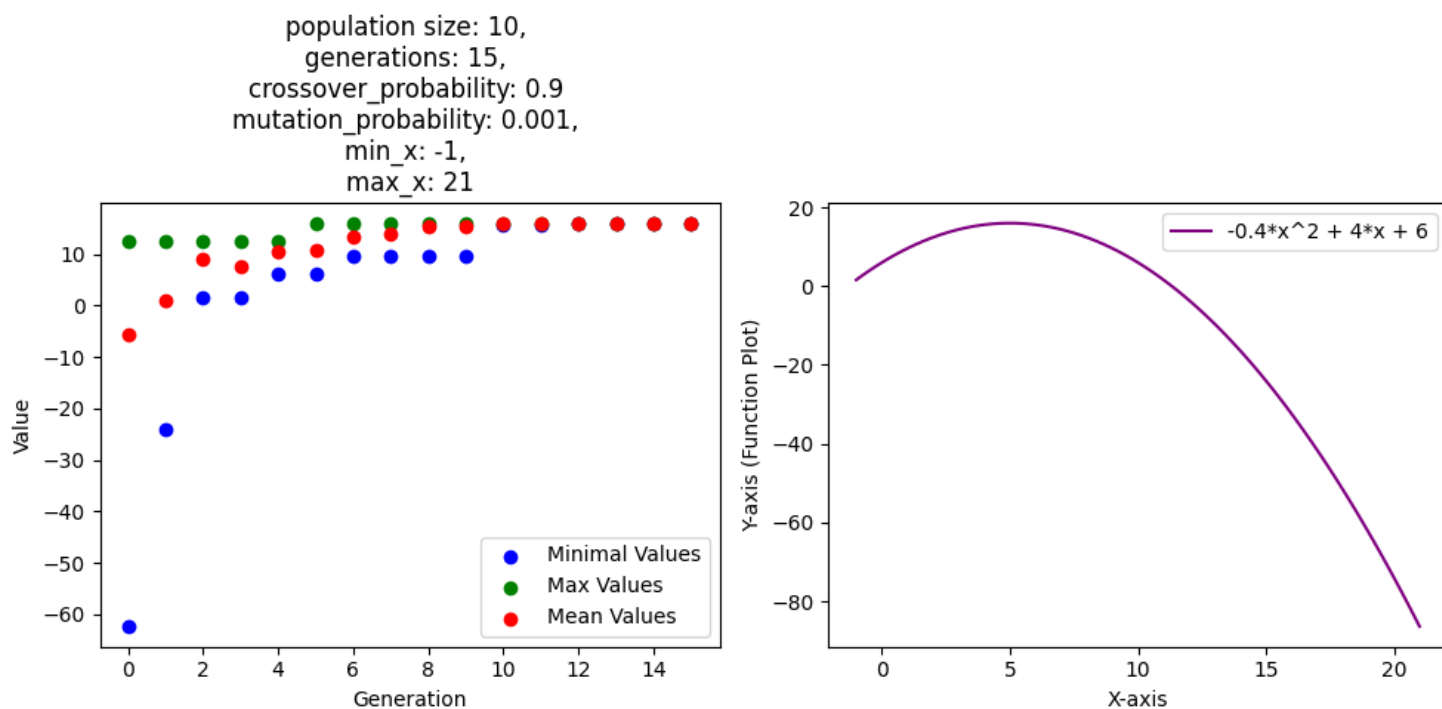 population size: 10,
generations: 15,
crossover_probability: 0.9
mutation_probability: 0.001,
min_x: -1,
max_x: 21
Value
10
0
−10
−20
−30
−40
−50
−60
Minimal Values
Max Values
Mean Values
0 2 4 6 8 10 12 14
Generation
Y-axis (Function Plot)
20
0
−20
−40
−60
−80
-0.4*x^2 + 4*x + 6
0 5 10 15 20
X-axis